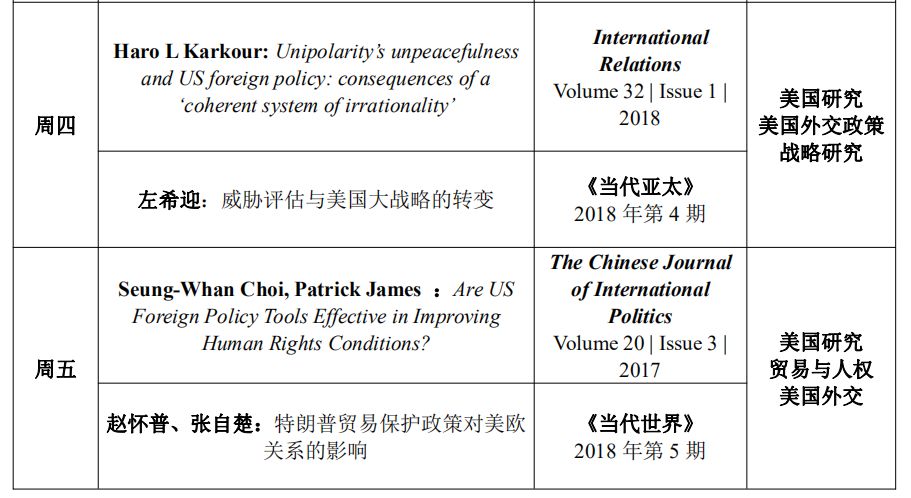 周四
Haro L Karkour: Unipolarity’s unpeacefulness
and US foreign policy: consequences of a
‘coherent system of irrationality’
International
Relations
Volume 32 | Issue 1 |
2018
美国研究
美国外交政策
战略研究
左希迎：威胁评估与美国大战略的转变
《当代亚太》
2018 年第 4 期
周五
Seung-Whan Choi, Patrick James ：Are US
Foreign Policy Tools Effective in Improving
Human Rights Conditions?
The Chinese Journal
of International
Politics
Volume 20 | Issue 3 |
2017
美国研究
贸易与人权
美国外交
赵怀普、张自楚：特朗普贸易保护政策对美欧
关系的影响
《当代世界》
2018 年第 5 期